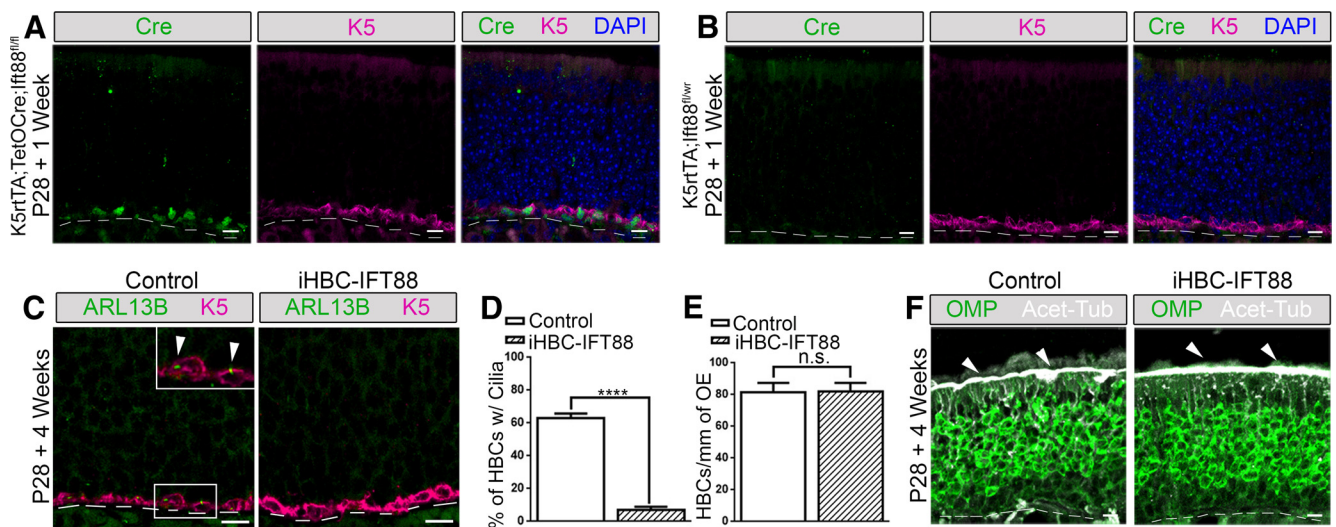 A
Cre
K5
Cre K5 DAPI
K5rtTA;TetOCre;Ift88fl/fl
P28 + 1 Week
B
Cre
K5
Cre K5 DAPI
K5rtTA;Ift88fl/wr
P28 + 1 Week
C
Control
iHBC-IFT88
ARL13B K5
ARL13B K5
P28 + 4 Weeks
D
Control
iHBC-IFT88
% of HBCs w/ Cilia
100
80
60
40
20
0
****
E
Control
iHBC-IFT88
HBCs/mm of OE
100
80
60
40
20
0
n.s.
F
Control
iHBC-IFT88
OMP Acet-Tub
OMP Acet-Tub
P28 + 4 Weeks